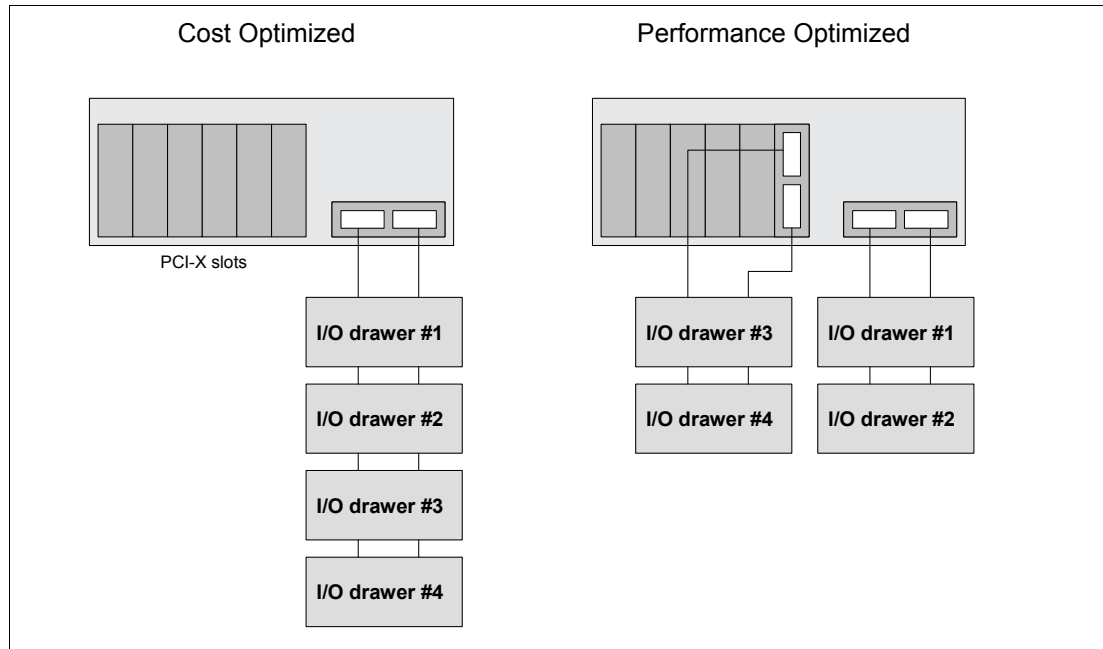 Cost Optimized
PCI-X slots
I/O drawer #1
I/O drawer #2
I/O drawer #3
I/O drawer #4
Performance Optimized
I/O drawer #3
I/O drawer #1
I/O drawer #4
I/O drawer #2